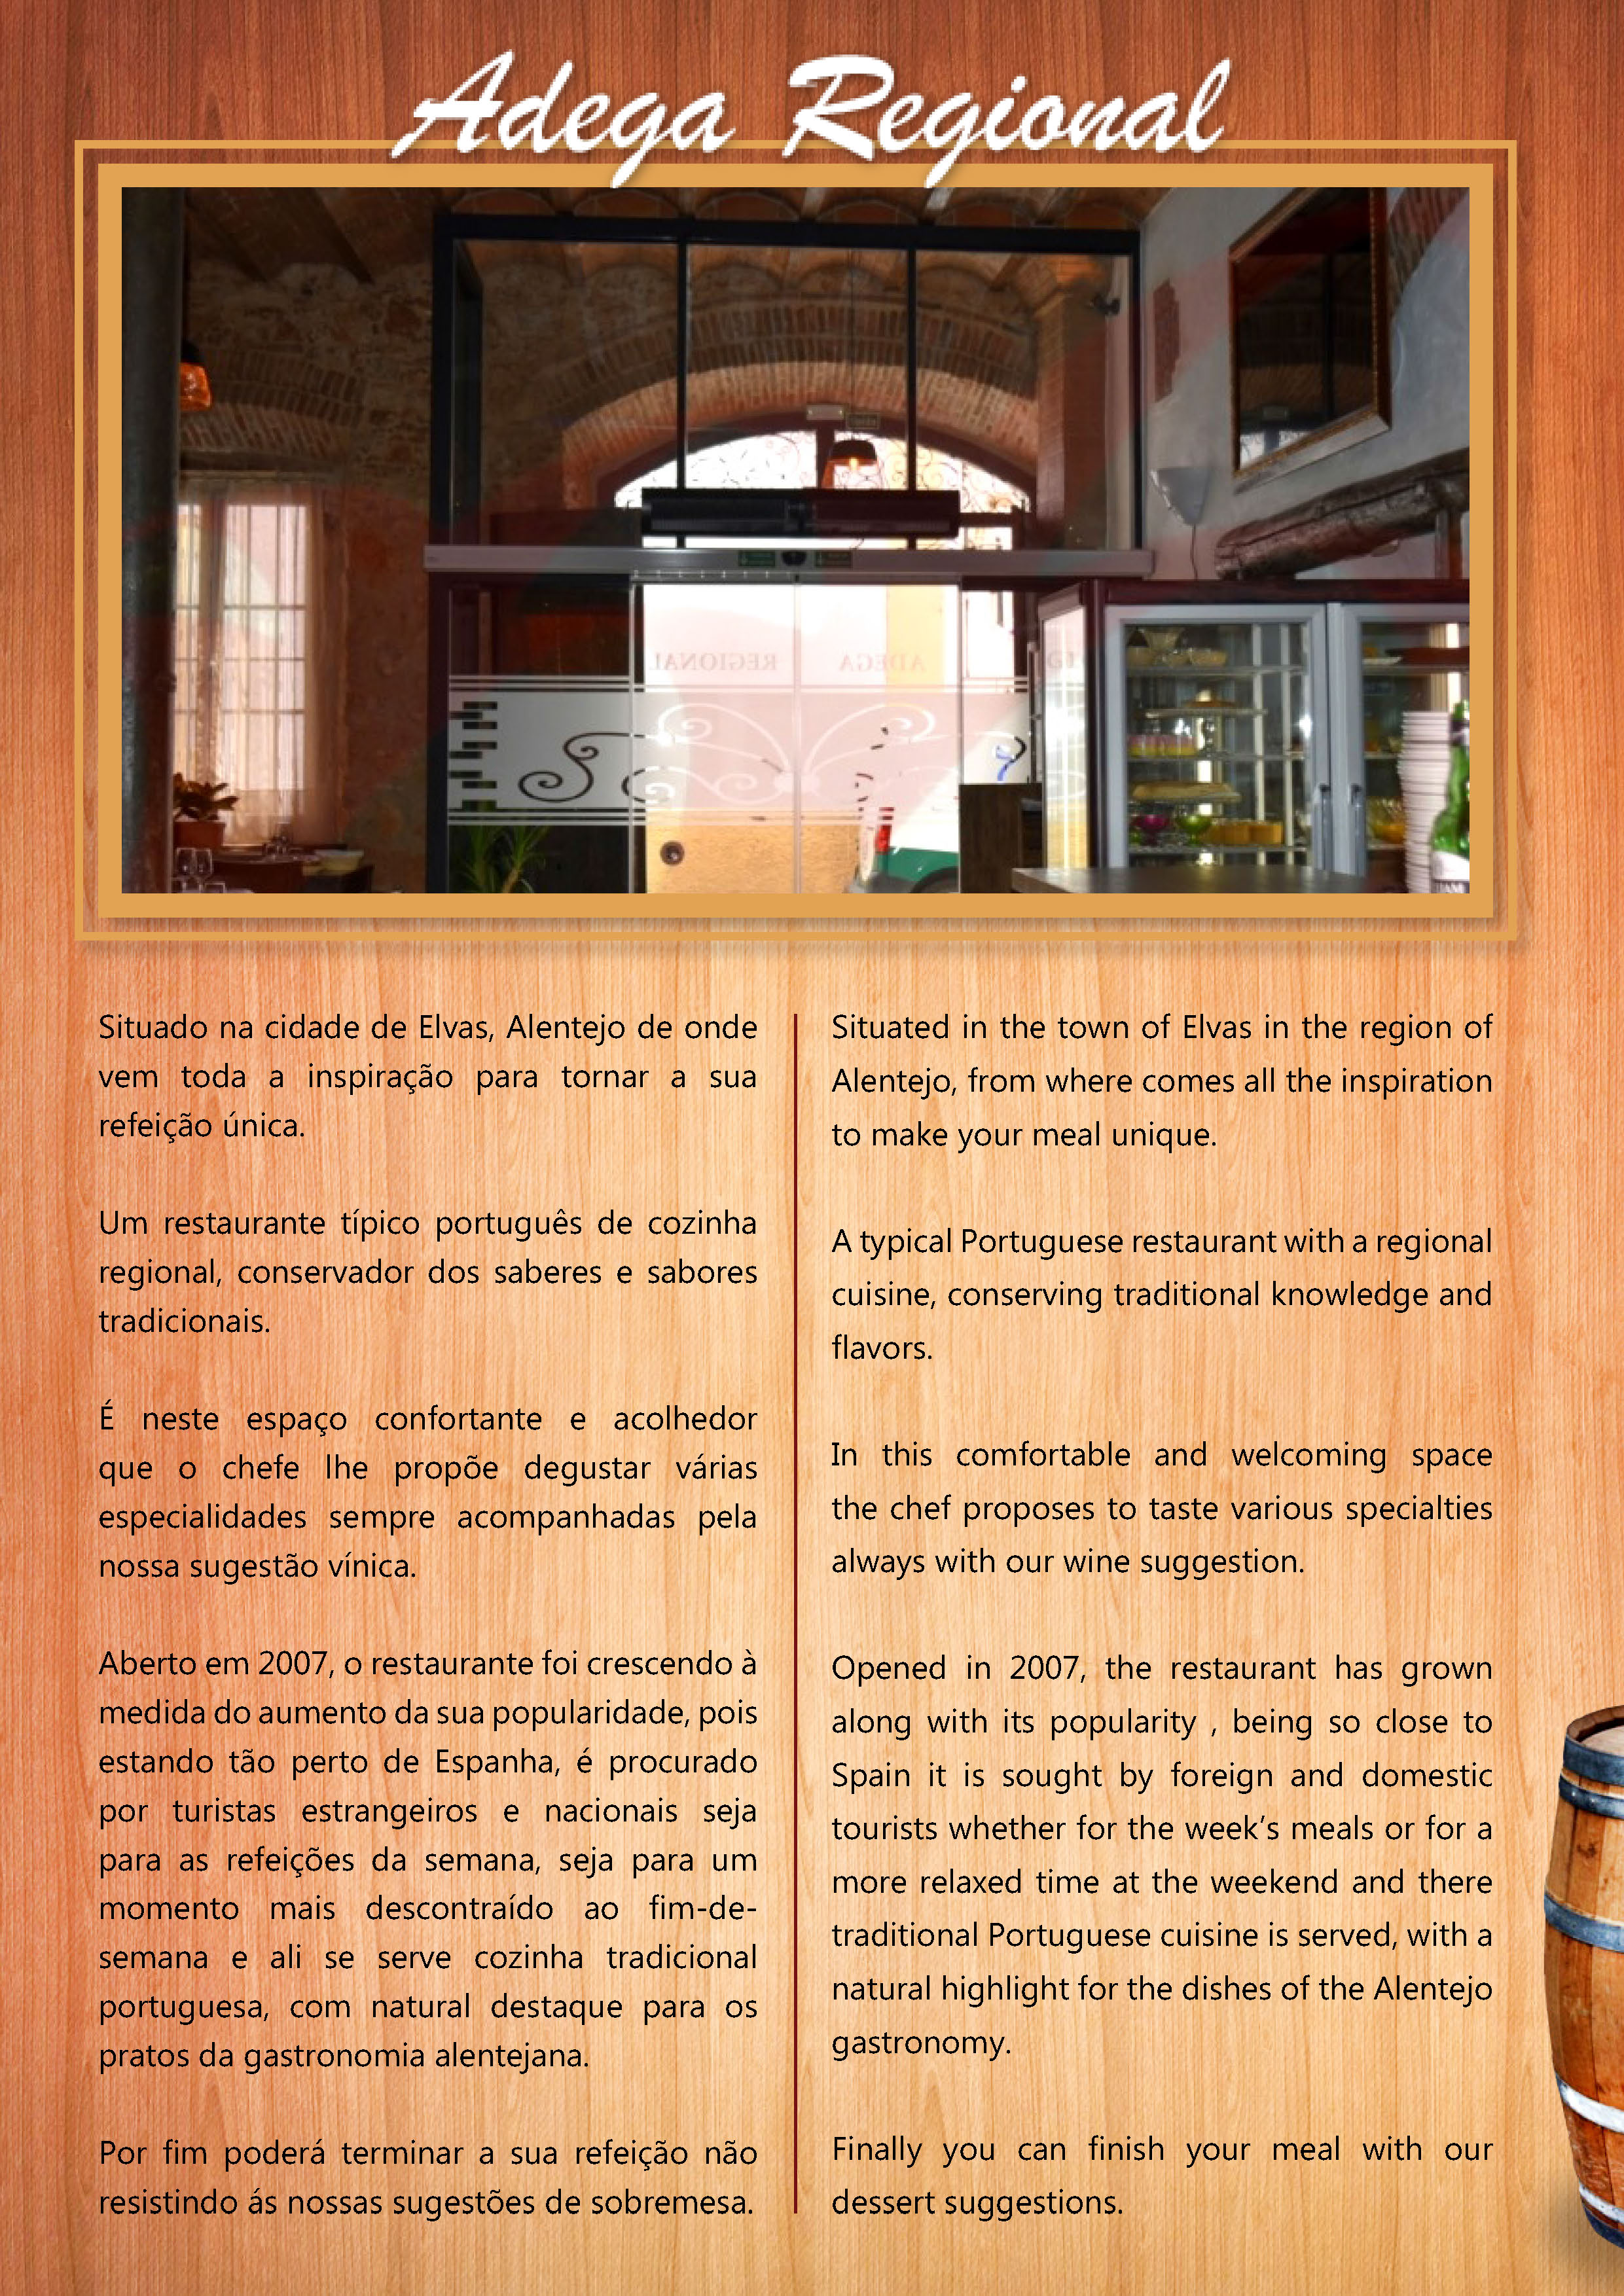 Adega Regional
REGIONAL ADEGA
Situado na cidade de Elvas, Alentejo de onde
vem toda a inspiração para tornar a sua
refeição única.
Um restaurante típico português de cozinha
regional, conservador dos saberes e sabores
tradicionais.
É neste espaço confortante e acolhedor
que o chefe lhe propõe degustar várias
especialidades sempre acompanhadas pela
nossa sugestão vínica.
Aberto em 2007, o restaurante foi crescendo à
medida do aumento da sua popularidade, pois
estando tão perto de Espanha, é procurado
por turistas estrangeiros e nacionais seja
para as refeições da semana, seja para um
momento mais descontraído ao fim-de-
semana e ali se serve cozinha tradicional
portuguesa, com natural destaque para os
pratos da gastronomia alentejana.
Por fim poderá terminar a sua refeição não
resistindo ás nossas sugestões de sobremesa.
Situated in the town of Elvas in the region of
Alentejo, from where comes all the inspiration
to make your meal unique.
A typical Portuguese restaurant with a regional
cuisine, conserving traditional knowledge and
flavors.
In this comfortable and welcoming space
the chef proposes to taste various specialties
always with our wine suggestion.
Opened in 2007, the restaurant has grown
along with its popularity , being so close to
Spain it is sought by foreign and domestic
tourists whether for the week’s meals or for a
more relaxed time at the weekend and there
traditional Portuguese cuisine is served, with a
natural highlight for the dishes of the Alentejo
gastronomy.
Finally you can finish your meal with our
dessert suggestions.